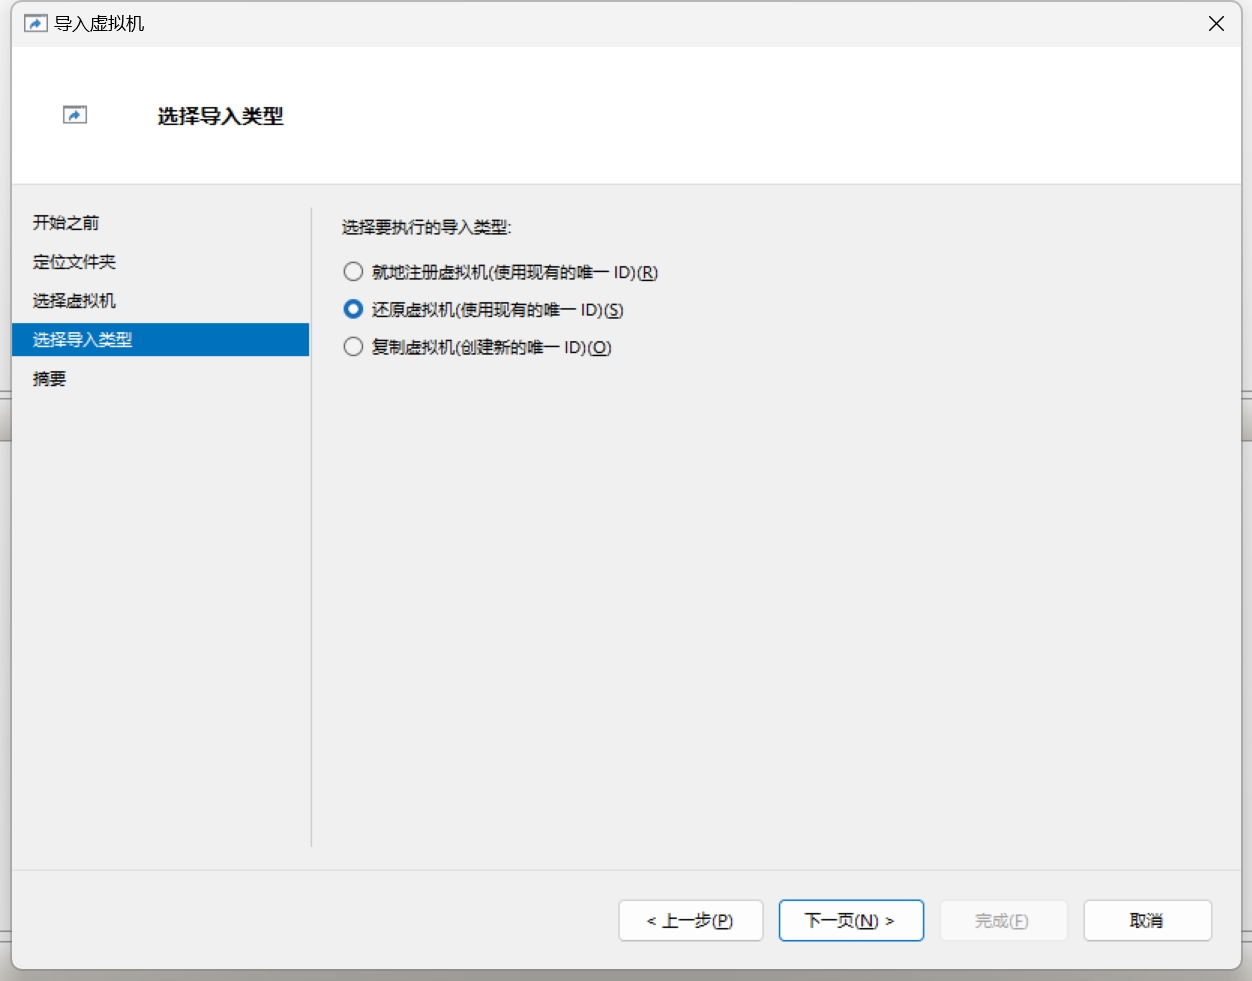 导入虚拟机
选择导入类型
开始之前
定位文件夹
选择虚拟机
选择导入类型
摘要
选择要执行的导入类型:
就地注册虚拟机(使用现有的唯一 ID)(R)
还原虚拟机(使用现有的唯一 ID)(S)
复制虚拟机(创建新的唯一 ID)(O)
< 上一步(P)
下一页(N) >
完成(F)
取消